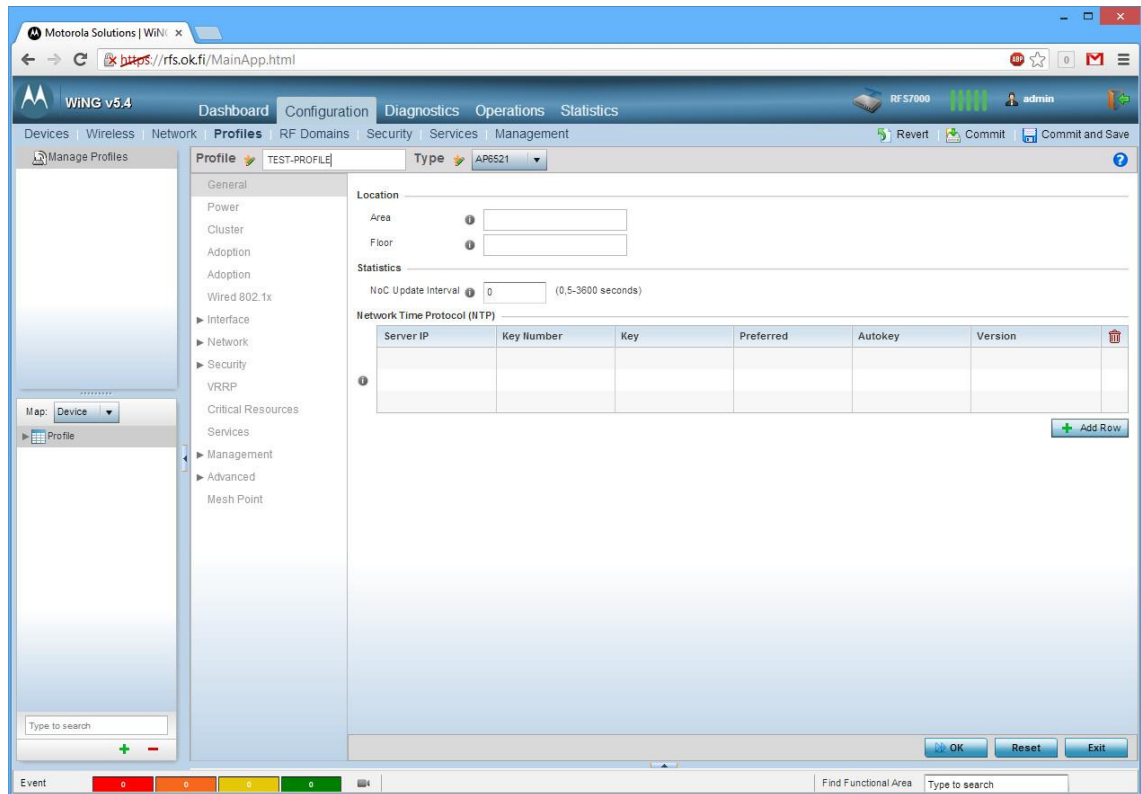 Motorola Solutions | WiNG
https://rfs.ok.fi/MainApp.html
ABP
0
WiNG v5.4
Dashboard Configuration Diagnostics Operations Statistics
RFS7000
admin
Devices Wireless Network Profiles RF Domains Security Services Management
Revert Commit Commit and Save
Manage Profiles
Profile TEST-PROFILE Type AP6521
General
Power
Cluster
Adoption
Adoption
Wired 802.1x
Interface
Network
Security
VRRP
Critical Resources
Services
Management
Advanced
Mesh Point
Location
Area
Floor
Statistics
NoC Update Interval 0 (0,5-3600 seconds)
Network Time Protocol (NTP)
Server IP Key Number Key Preferred Autokey Version
Add Row
Map: Device
Profile
Type to search
OK Reset Exit
Event 0 0 0 0
Find Functional Area Type to search